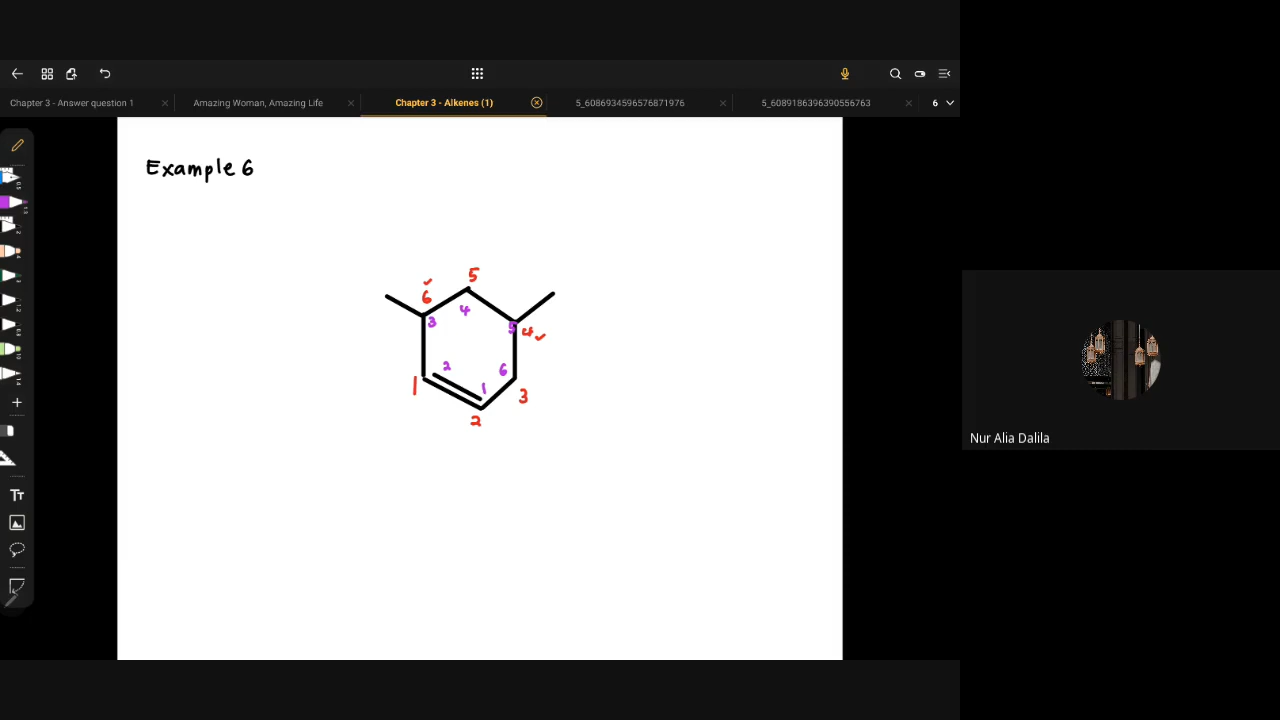 Chapter 3 - Answer question 1
Amazing Woman, Amazing Life
Chapter 3 - Alkenes (1)
5_6086934596576871976
5_6089186396390556763
6
Example 6
5
6
4
3
5
4
2
6
1
1
3
2
Tt
Nur Alia Dalila